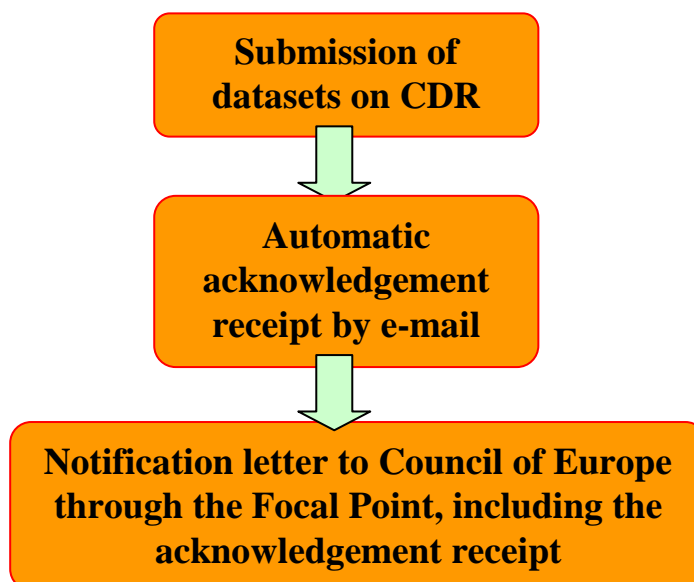 Submission of
datasets on CDR
Automatic
acknowledgement
receipt by e-mail
Notification letter to Council of Europe
through the Focal Point, including the
acknowledgement receipt